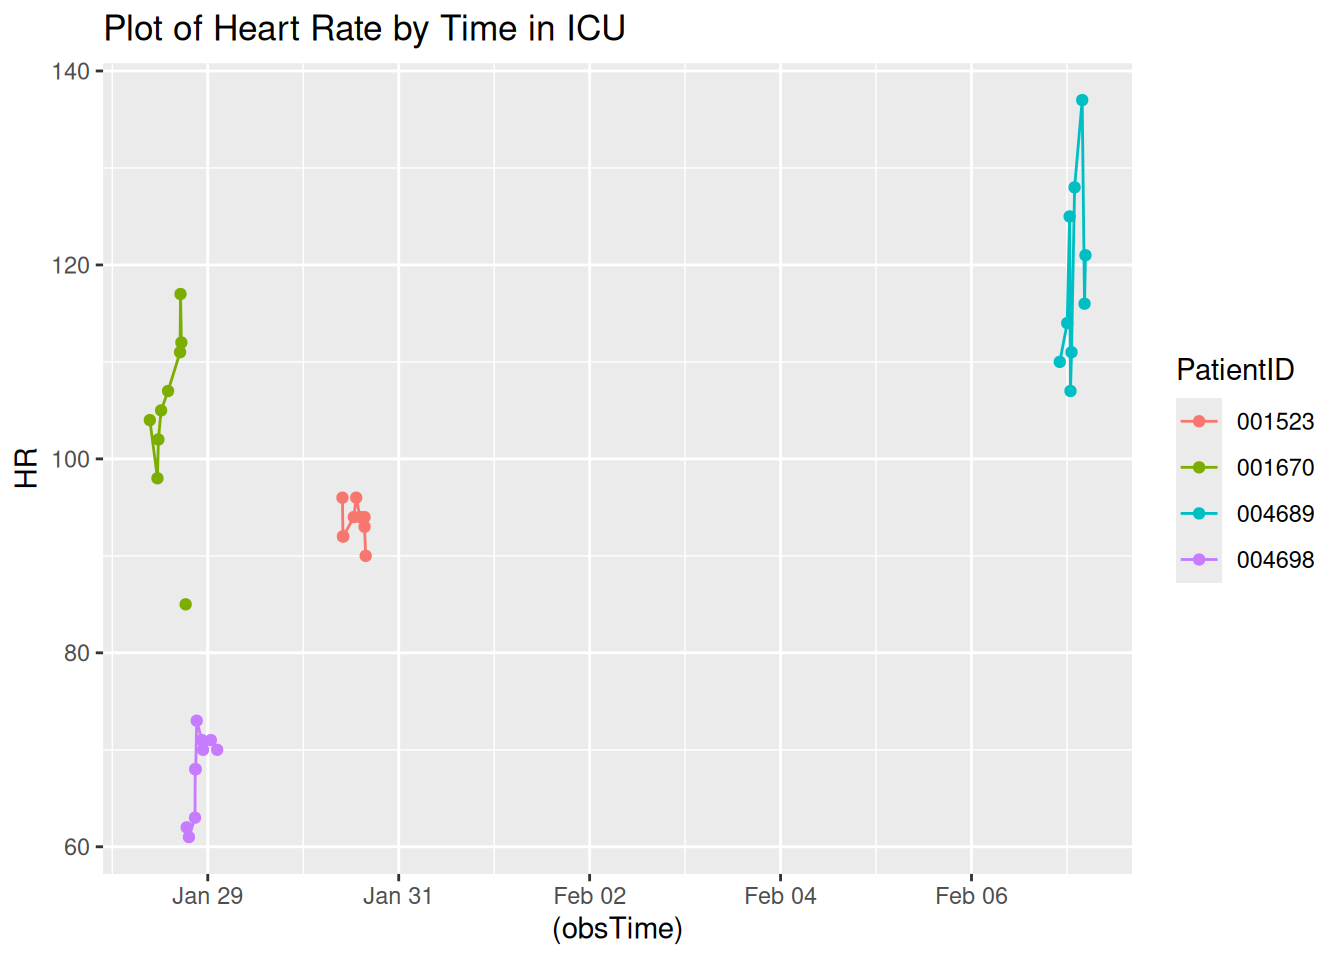 Plot of Heart Rate by Time in ICU
140
120
100
80
60
HR
Jan 29
Jan 31
Feb 02
Feb 04
Feb 06
(obsTime)
PatientID
001523
001670
004689
004698